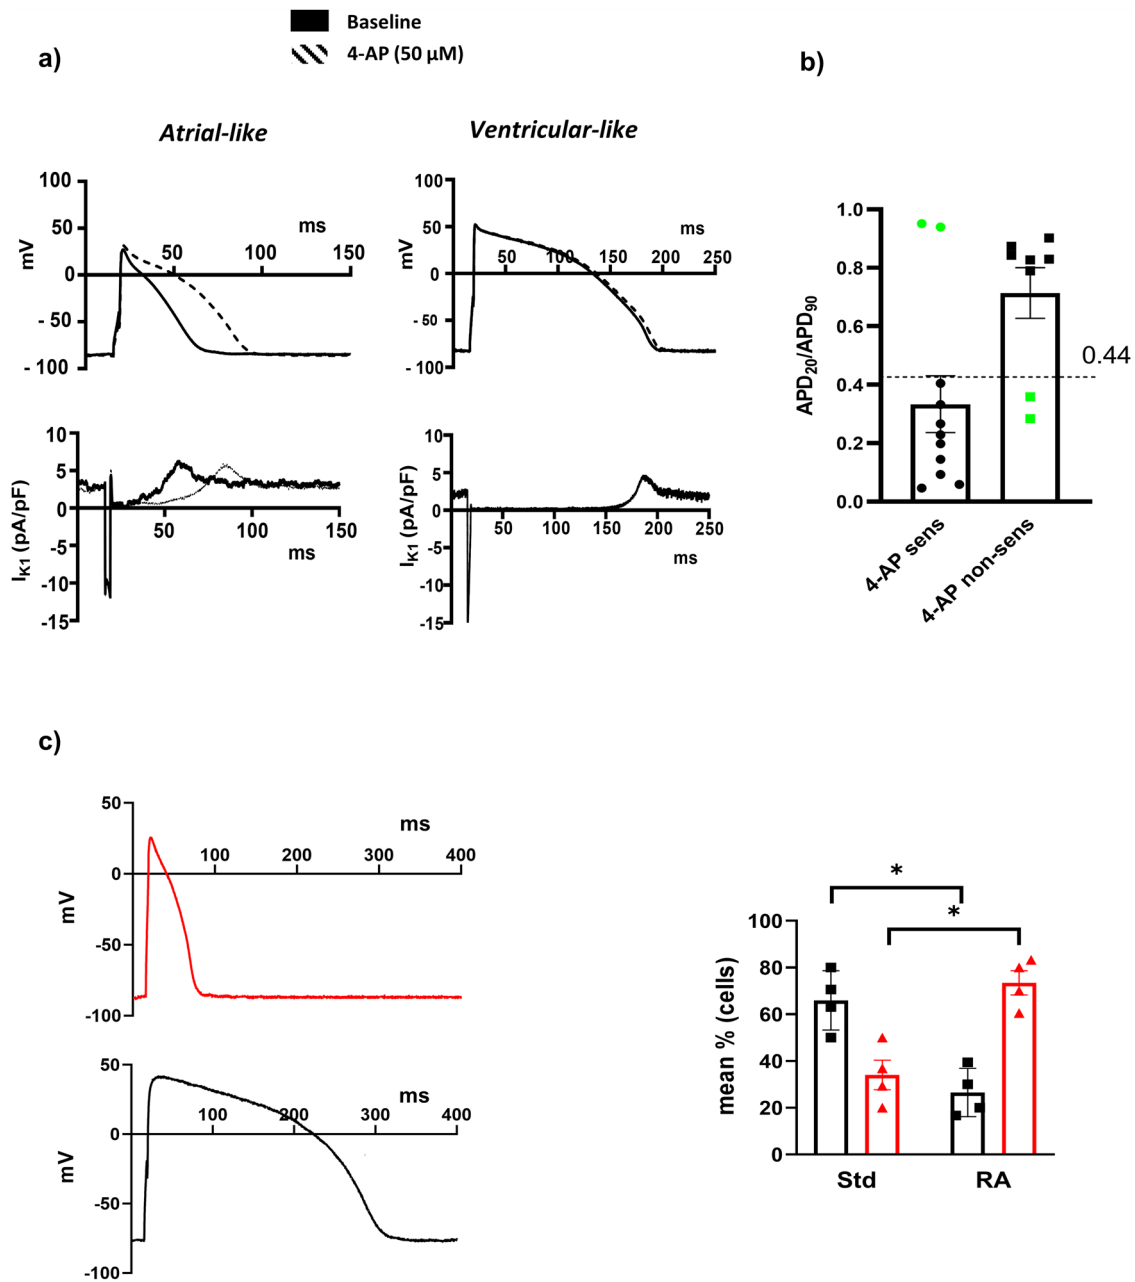 Baseline
4-AP (50 µM)
a)
b)
Atrial-like
Ventricular-like
100
50
0
- 50
- 100
mV
ms
50
100
150
100
50
0
- 50
- 100
mV
ms
50
100
150
200
250
10
5
0
-5
-10
-15
IK1 (pA/pF)
50
100
150
ms
10
5
0
-5
-10
-15
IK1 (pA/pF)
50
100
150
200
250
ms
1.0
0.8
0.6
0.4
0.2
0.0
APD20/APD90
0.44
4-AP sens
4-AP non-sens
c)
50
0
-50
-100
mV
ms
100
200
300
400
50
0
-50
-100
mV
ms
100
200
300
400
*
*
100
80
60
40
20
0
mean % (cells)
Std
RA